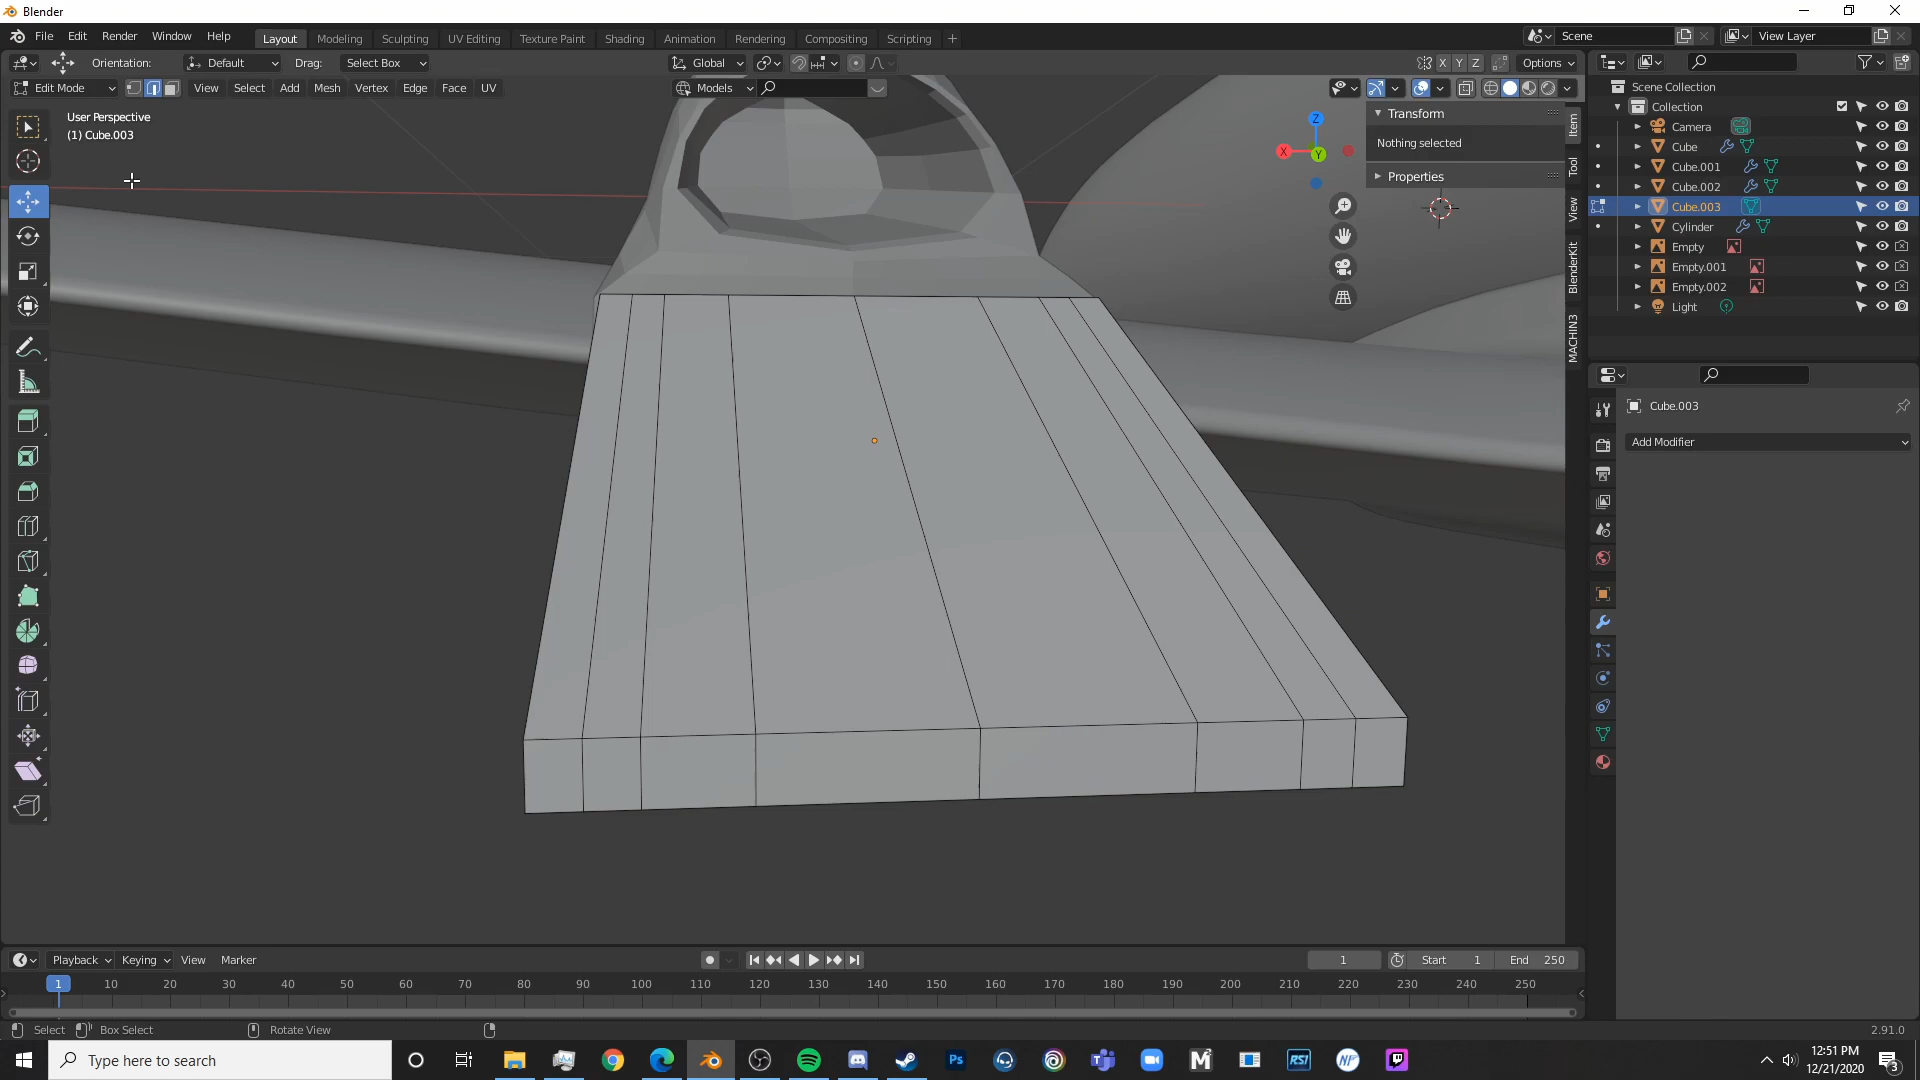 Blender
File Edit Render Window Help
Layout Modeling Sculpting UV Editing Texture Paint Shading Animation Rendering Compositing Scripting +
Scene
View Layer
Orientation: Default Drag: Select Box
Global
X Y Z Options
Edit Mode View Select Add Mesh Vertex Edge Face UV
Models
User Perspective
(1) Cube.003
Transform
Nothing selected
Properties
Z
X
Y
Item
Tool
View
BlenderKit
MACHIN3
Scene Collection
Collection
Camera
Cube
Cube.001
Cube.002
Cube.003
Cylinder
Empty
Empty.001
Empty.002
Light
Cube.003
Add Modifier
Playback Keying View Marker
1 Start 1 End 250
1 10 20 30 40 50 60 70 80 90 100 110 120 130 140 150 160 170 180 190 200 210 220 230 240 250
Select Box Select Rotate View
2.91.0
Type here to search
Ps
M
RSI
NP
12:51 PM
12/21/2020
3